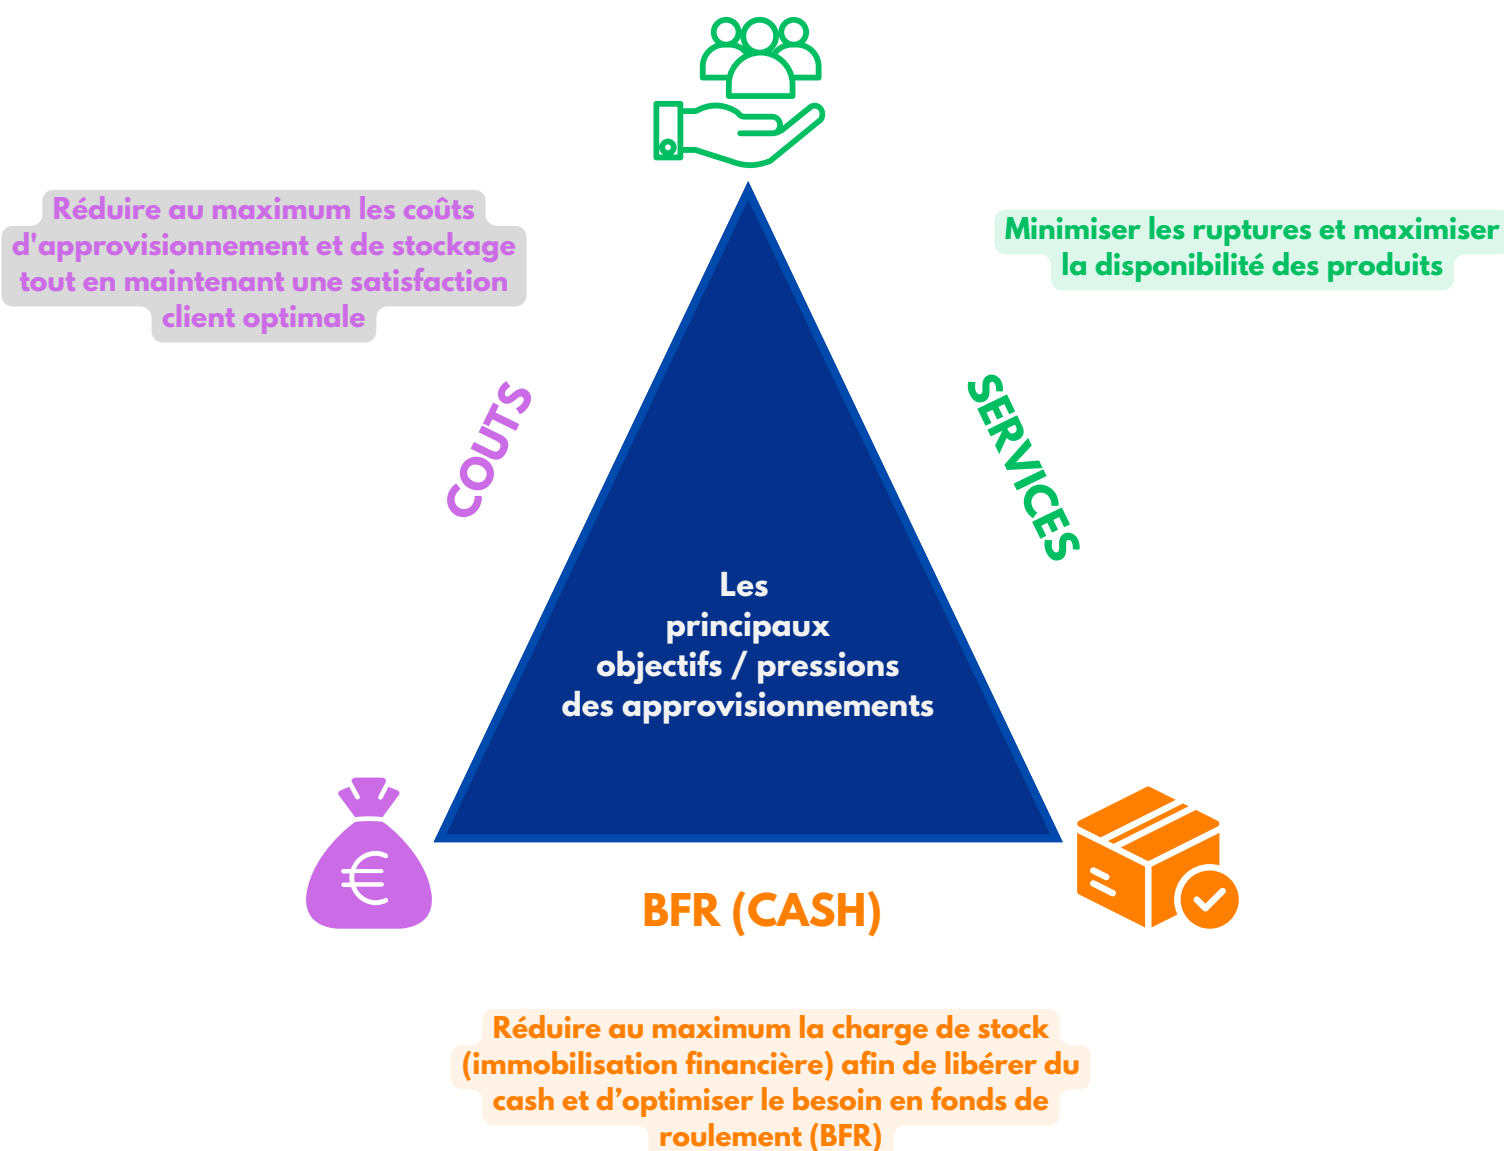 Réduire au maximum les coûts
d'approvisionnement et de stockage
tout en maintenant une satisfaction
client optimale
Minimiser les ruptures et maximiser
la disponibilité des produits
COUTS
SERVICES
Les
principaux
objectifs / pressions
des approvisionnements
€
BFR (CASH)
Réduire au maximum la charge de stock
(immobilisation financière) afin de libérer du
cash et d’optimiser le besoin en fonds de
roulement (BFR)